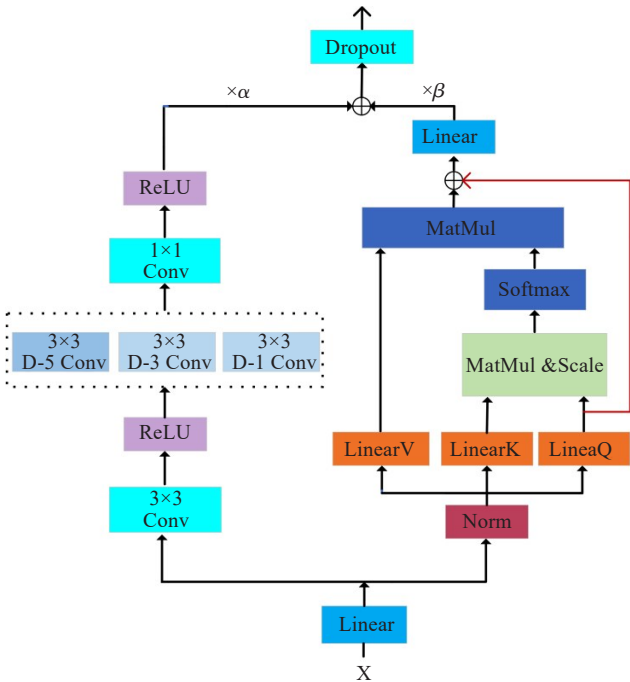 Dropout
×α
×β
Linear
ReLU
MatMul
1×1
Conv
Softmax
3×3
D-5 Conv
3×3
D-3 Conv
3×3
D-1 Conv
MatMul &Scale
ReLU
LinearV
LinearK
LineaQ
3×3
Conv
Norm
Linear
X